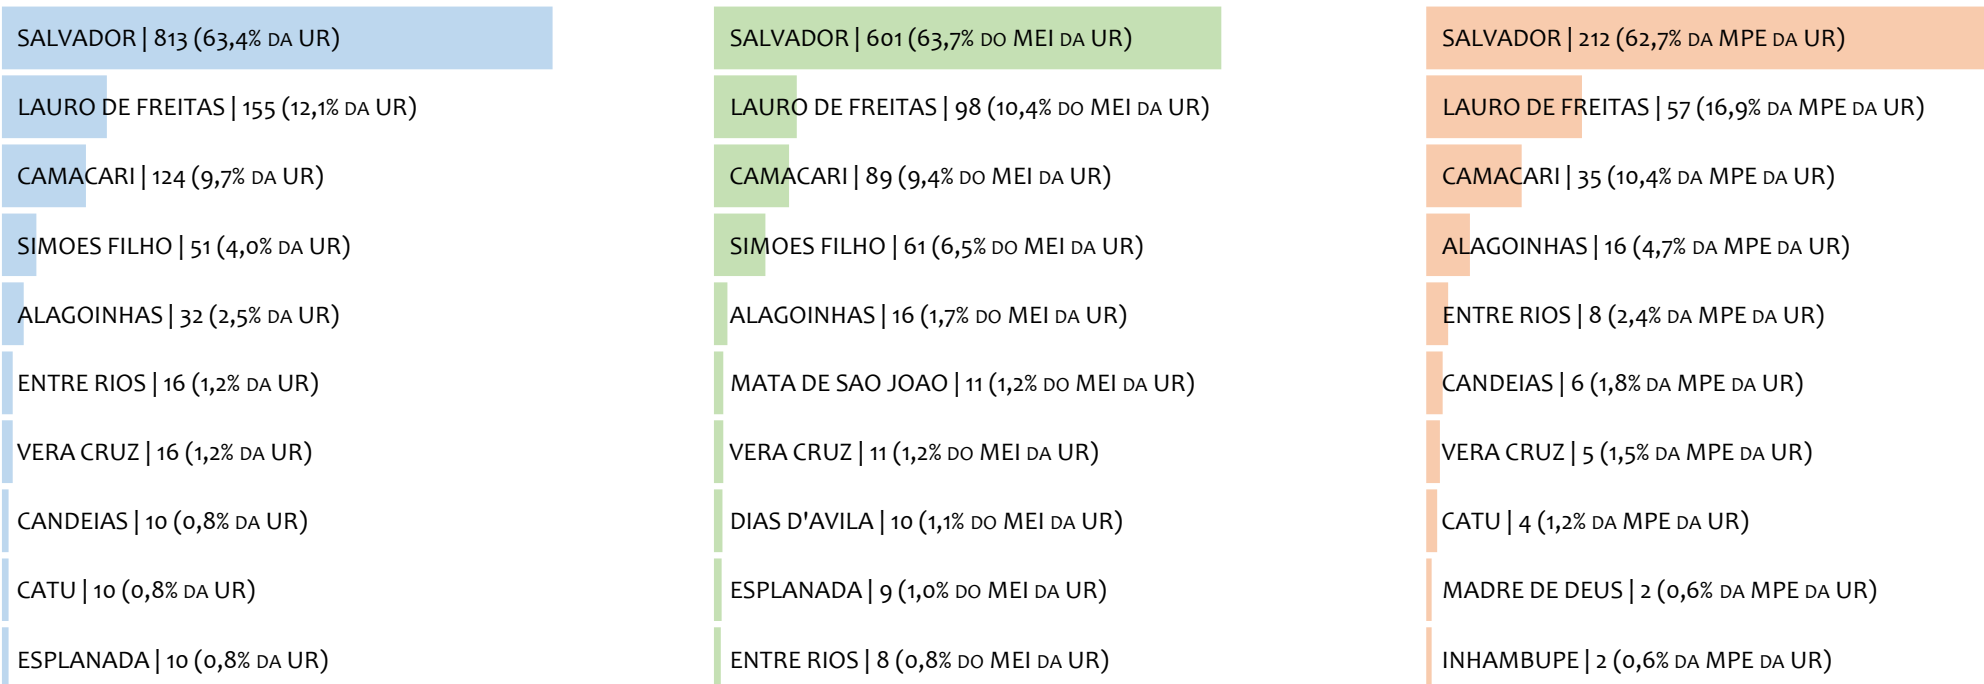 SALVADOR | 813 (63,4% DA UR)
LAURO DE FREITAS | 155 (12,1% DA UR)
CAMACARI | 124 (9,7% DA UR)
SIMOES FILHO | 51 (4,0% DA UR)
ALAGOINHAS | 32 (2,5% DA UR)
ENTRE RIOS | 16 (1,2% DA UR)
VERA CRUZ | 16 (1,2% DA UR)
CANDEIAS | 10 (0,8% DA UR)
CATU | 10 (0,8% DA UR)
ESPLANADA | 10 (0,8% DA UR)
SALVADOR | 601 (63,7% DO MEI DA UR)
LAURO DE FREITAS | 98 (10,4% DO MEI DA UR)
CAMACARI | 89 (9,4% DO MEI DA UR)
SIMOES FILHO | 61 (6,5% DO MEI DA UR)
ALAGOINHAS | 16 (1,7% DO MEI DA UR)
MATA DE SAO JOAO | 11 (1,2% DO MEI DA UR)
VERA CRUZ | 11 (1,2% DO MEI DA UR)
DIAS D'AVILA | 10 (1,1% DO MEI DA UR)
ESPLANADA | 9 (1,0% DO MEI DA UR)
ENTRE RIOS | 8 (0,8% DO MEI DA UR)
SALVADOR | 212 (62,7% DA MPE DA UR)
LAURO DE FREITAS | 57 (16,9% DA MPE DA UR)
CAMACARI | 35 (10,4% DA MPE DA UR)
ALAGOINHAS | 16 (4,7% DA MPE DA UR)
ENTRE RIOS | 8 (2,4% DA MPE DA UR)
CANDEIAS | 6 (1,8% DA MPE DA UR)
VERA CRUZ | 5 (1,5% DA MPE DA UR)
CATU | 4 (1,2% DA MPE DA UR)
MADRE DE DEUS | 2 (0,6% DA MPE DA UR)
INHAMBUPE | 2 (0,6% DA MPE DA UR)